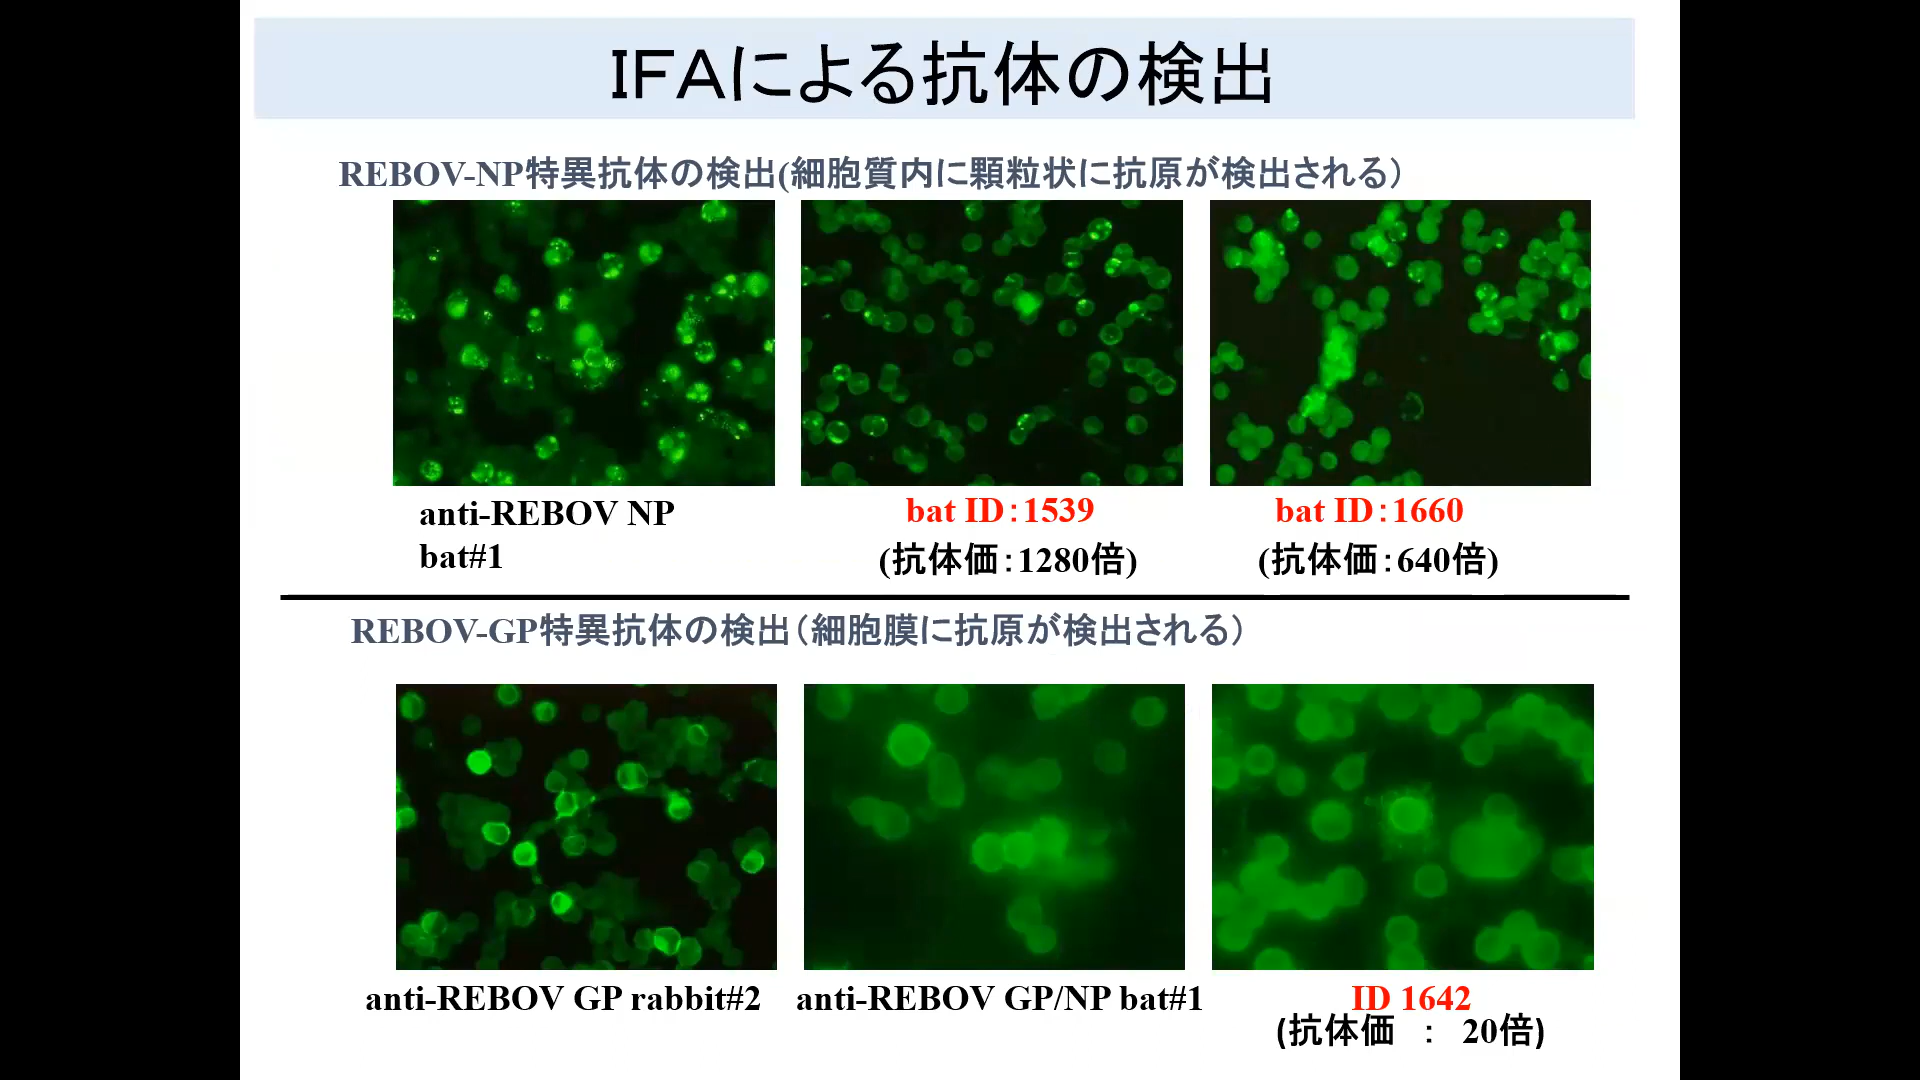 IFAによる抗体の検出
REBOV-NP特異抗体の検出(細胞質内に顆粒状に抗原が検出される)
anti-REBOV NP
bat#1
bat ID:1539
(抗体価:1280倍)
bat ID:1660
(抗体価:640倍)
REBOV-GP特異抗体の検出(細胞膜に抗原が検出される)
anti-REBOV GP rabbit#2
anti-REBOV GP/NP bat#1
ID 1642
(抗体価 : 20倍)